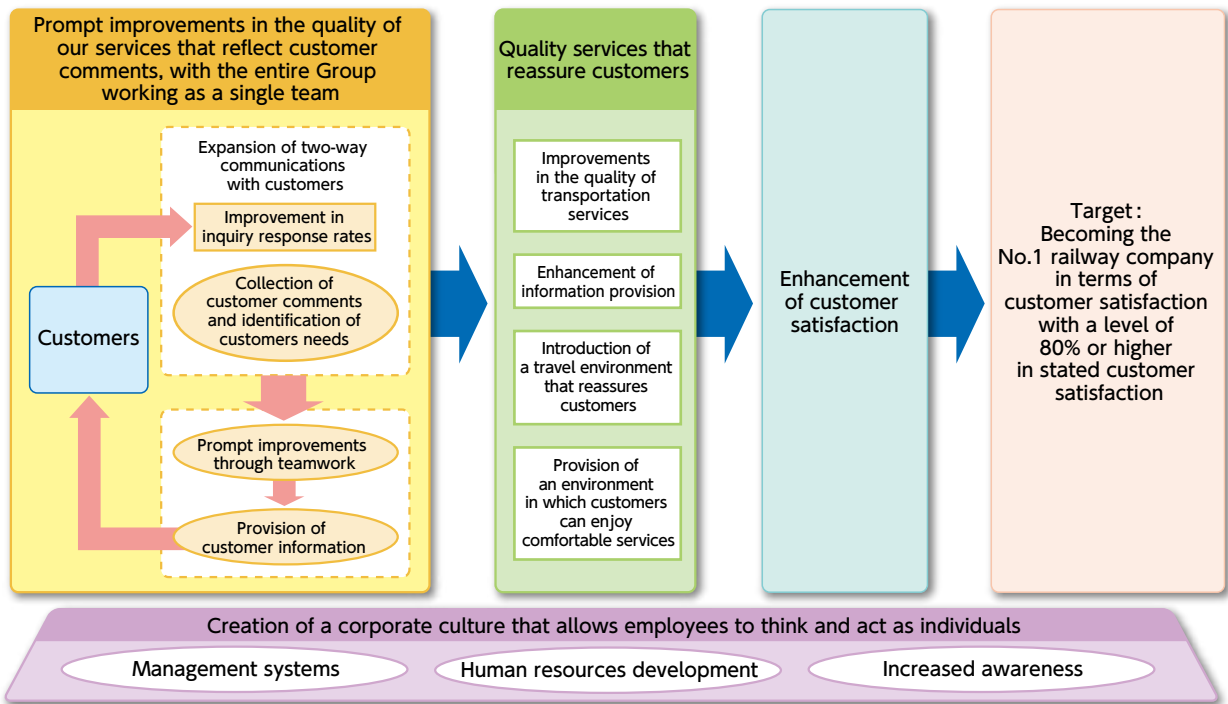 Prompt improvements in the quality of
our services that reflect customer
comments, with the entire Group
working as a single team
Expansion of two-way
communications
with customers
Improvement in
inquiry response rates
Collection of
customer comments
and identification of
customers needs
Customers
Prompt improvements
through teamwork
Provision of
customer information
Quality services that
reassure customers
Improvements
in the quality of
transportation
services
Enhancement of
information provision
Introduction of
a travel environment
that reassures
customers
Provision of
an environment
in which customers
can enjoy
comfortable services
Enhancement
of customer
satisfaction
Target :
Becoming the
No.1 railway company
in terms of
customer satisfaction
with a level of
80% or higher
in stated customer
satisfaction
Creation of a corporate culture that allows employees to think and act as individuals
Management systems
Human resources development
Increased awareness